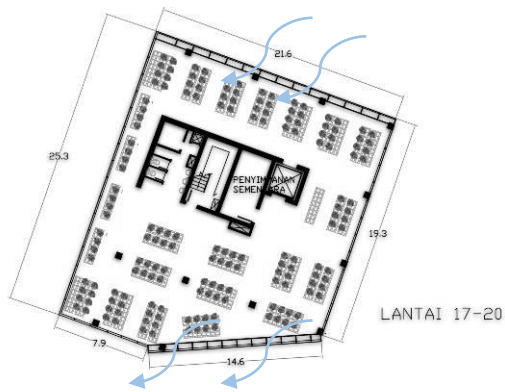 21.6
25.3
PENYIMPANAN
SEMENTARA
19.3
LANTAI 17-20
7.9
14.6